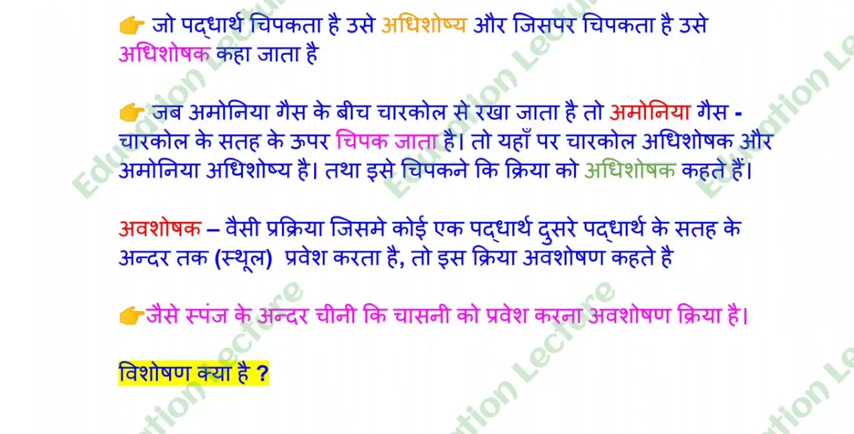 👉 जो पद्धार्थ चिपकता है उसे अधिशोष्य और जिसपर चिपकता है उसे
अधिशोषक कहा जाता है
👉 जब अमोनिया गैस के बीच चारकोल से रखा जाता है तो अमोनिया गैस -
चारकोल के सतह के ऊपर चिपक जाता है। तो यहाँ पर चारकोल अधिशोषक और
अमोनिया अधिशोष्य है। तथा इसे चिपकने कि क्रिया को अधिशोषक कहते हैं।
अवशोषक – वैसी प्रक्रिया जिसमे कोई एक पद्धार्थ दुसरे पद्धार्थ के सतह के
अन्दर तक (स्थूल) प्रवेश करता है, तो इस क्रिया अवशोषण कहते है
👉जैसे स्पंज के अन्दर चीनी कि चासनी को प्रवेश करना अवशोषण क्रिया है।
विशोषण क्या है ?
Education Lecture